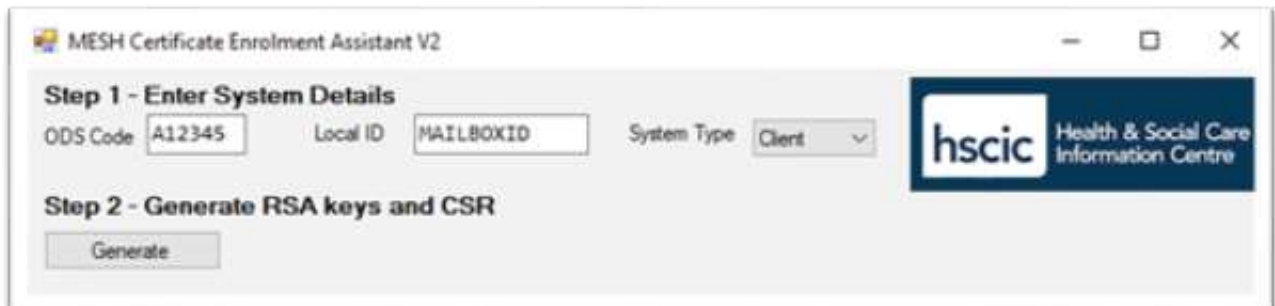 MESH Certificate Enrolment Assistant V2
Step 1 - Enter System Details
ODS Code A12345 Local ID MAILBOXID System Type Client
hscic Health & Social Care
Information Centre
Step 2 - Generate RSA keys and CSR
Generate